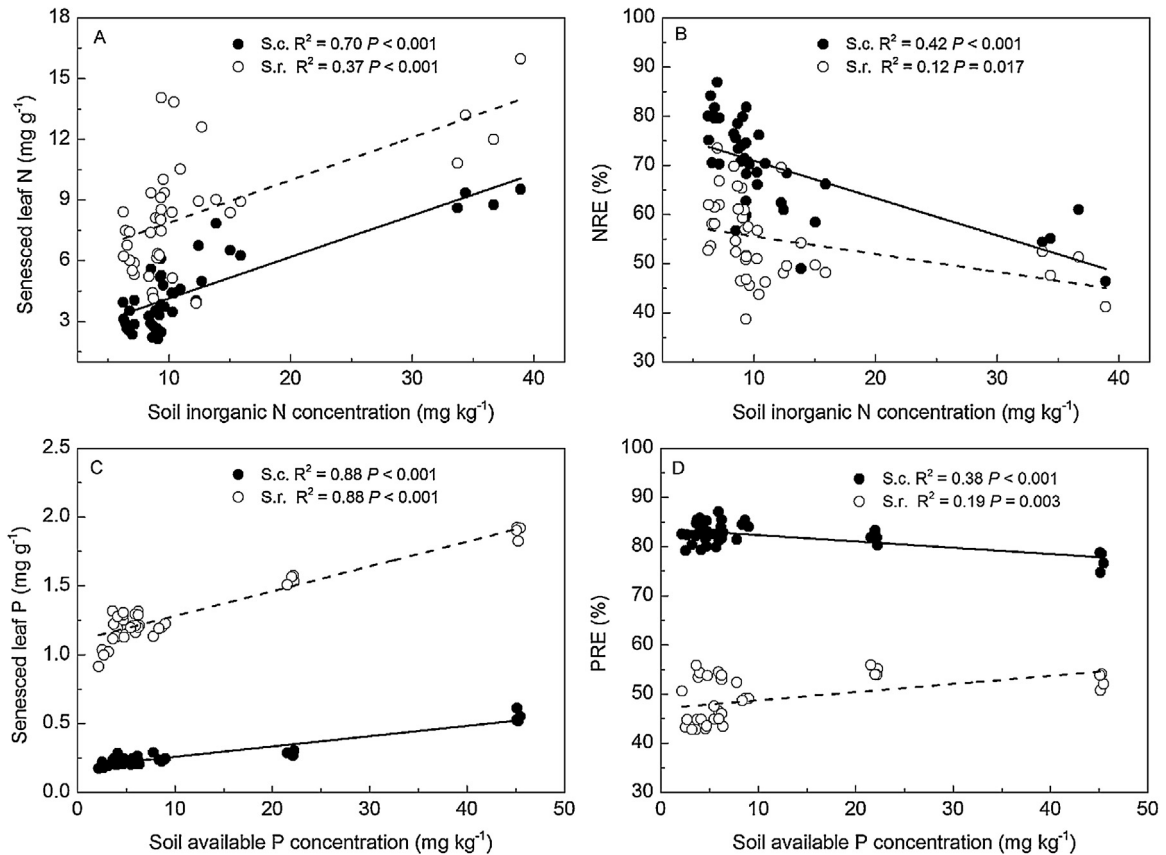 A
S.c. R² = 0.70 P < 0.001
S.r. R² = 0.37 P < 0.001
18
15
12
9
6
3
Senesced leaf N (mg g⁻¹)
10 20 30 40
Soil inorganic N concentration (mg kg⁻¹)
B
S.c. R² = 0.42 P < 0.001
S.r. R² = 0.12 P = 0.017
100
90
80
70
60
50
40
30
NRE (%)
10 20 30 40
Soil inorganic N concentration (mg kg⁻¹)
C
S.c. R² = 0.88 P < 0.001
S.r. R² = 0.88 P < 0.001
2.5
2.0
1.5
1.0
0.5
0.0
Senesced leaf P (mg g⁻¹)
0 10 20 30 40 50
Soil available P concentration (mg kg⁻¹)
D
S.c. R² = 0.38 P < 0.001
S.r. R² = 0.19 P = 0.003
100
90
80
70
60
50
40
30
PRE (%)
0 10 20 30 40 50
Soil available P concentration (mg kg⁻¹)